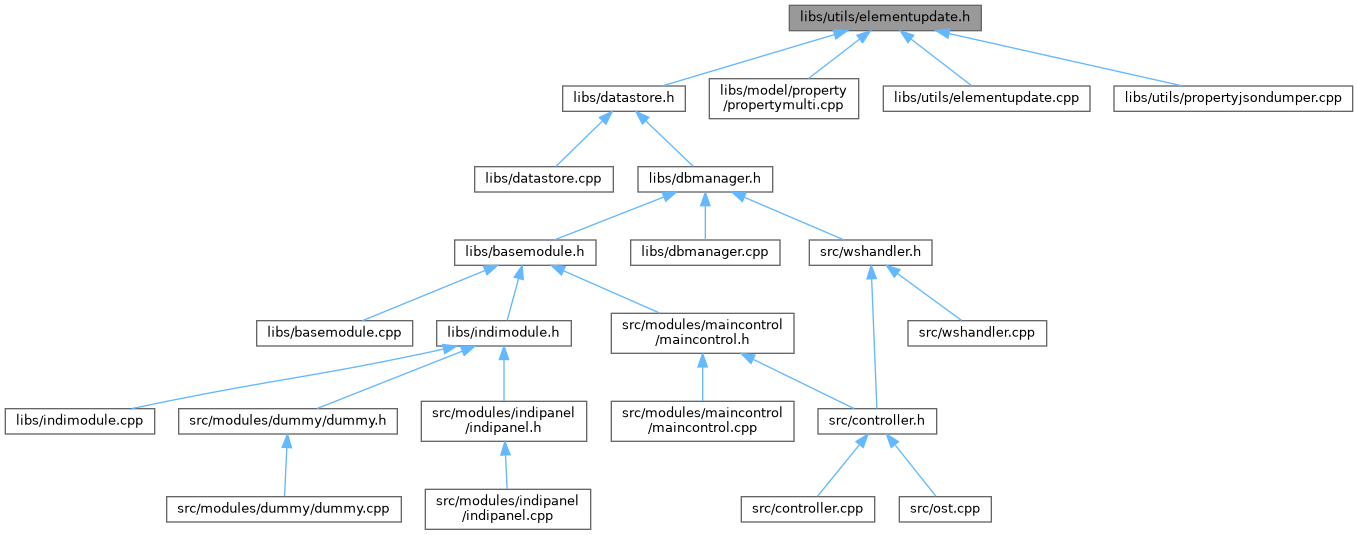 libs/utils/elementupdate.h
libs/datastore.h
libs/model/property
/propertymulti.cpp
libs/utils/elementupdate.cpp
libs/utils/propertyjsondumper.cpp
libs/datastore.cpp
libs/dbmanager.h
libs/basemodule.h
libs/dbmanager.cpp
src/wshandler.h
libs/basemodule.cpp
libs/indimodule.h
src/modules/maincontrol
/maincontrol.h
src/wshandler.cpp
libs/indimodule.cpp
src/modules/dummy/dummy.h
src/modules/indipanel
/indipanel.h
src/modules/maincontrol
/maincontrol.cpp
src/controller.h
src/modules/dummy/dummy.cpp
src/modules/indipanel
/indipanel.cpp
src/controller.cpp
src/ost.cpp